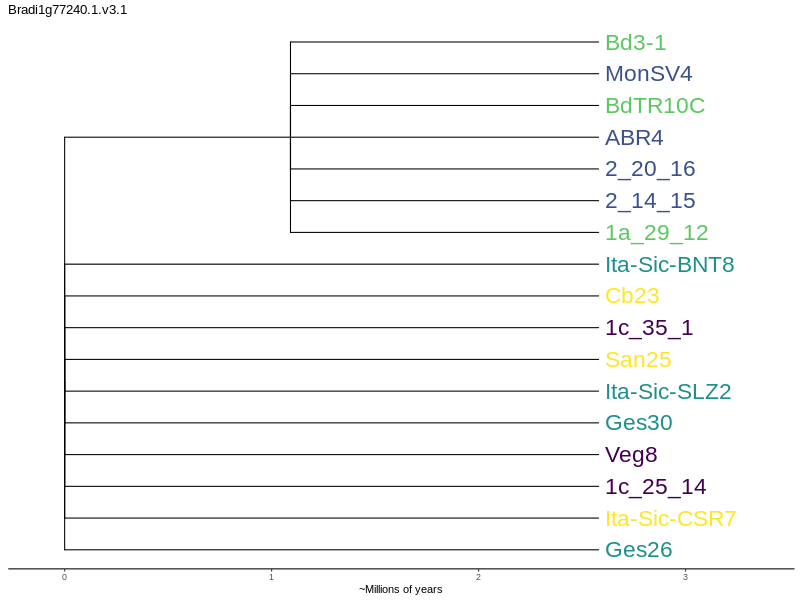 Bradi1g77240.1.v3.1
Bd3-1
MonSV4
BdTR10C
ABR4
2_20_16
2_14_15
1a_29_12
Ita-Sic-BNT8
Cb23
1c_35_1
San25
Ita-Sic-SLZ2
Ges30
Veg8
1c_25_14
Ita-Sic-CSR7
Ges26
0 1 2 3
~Millions of years